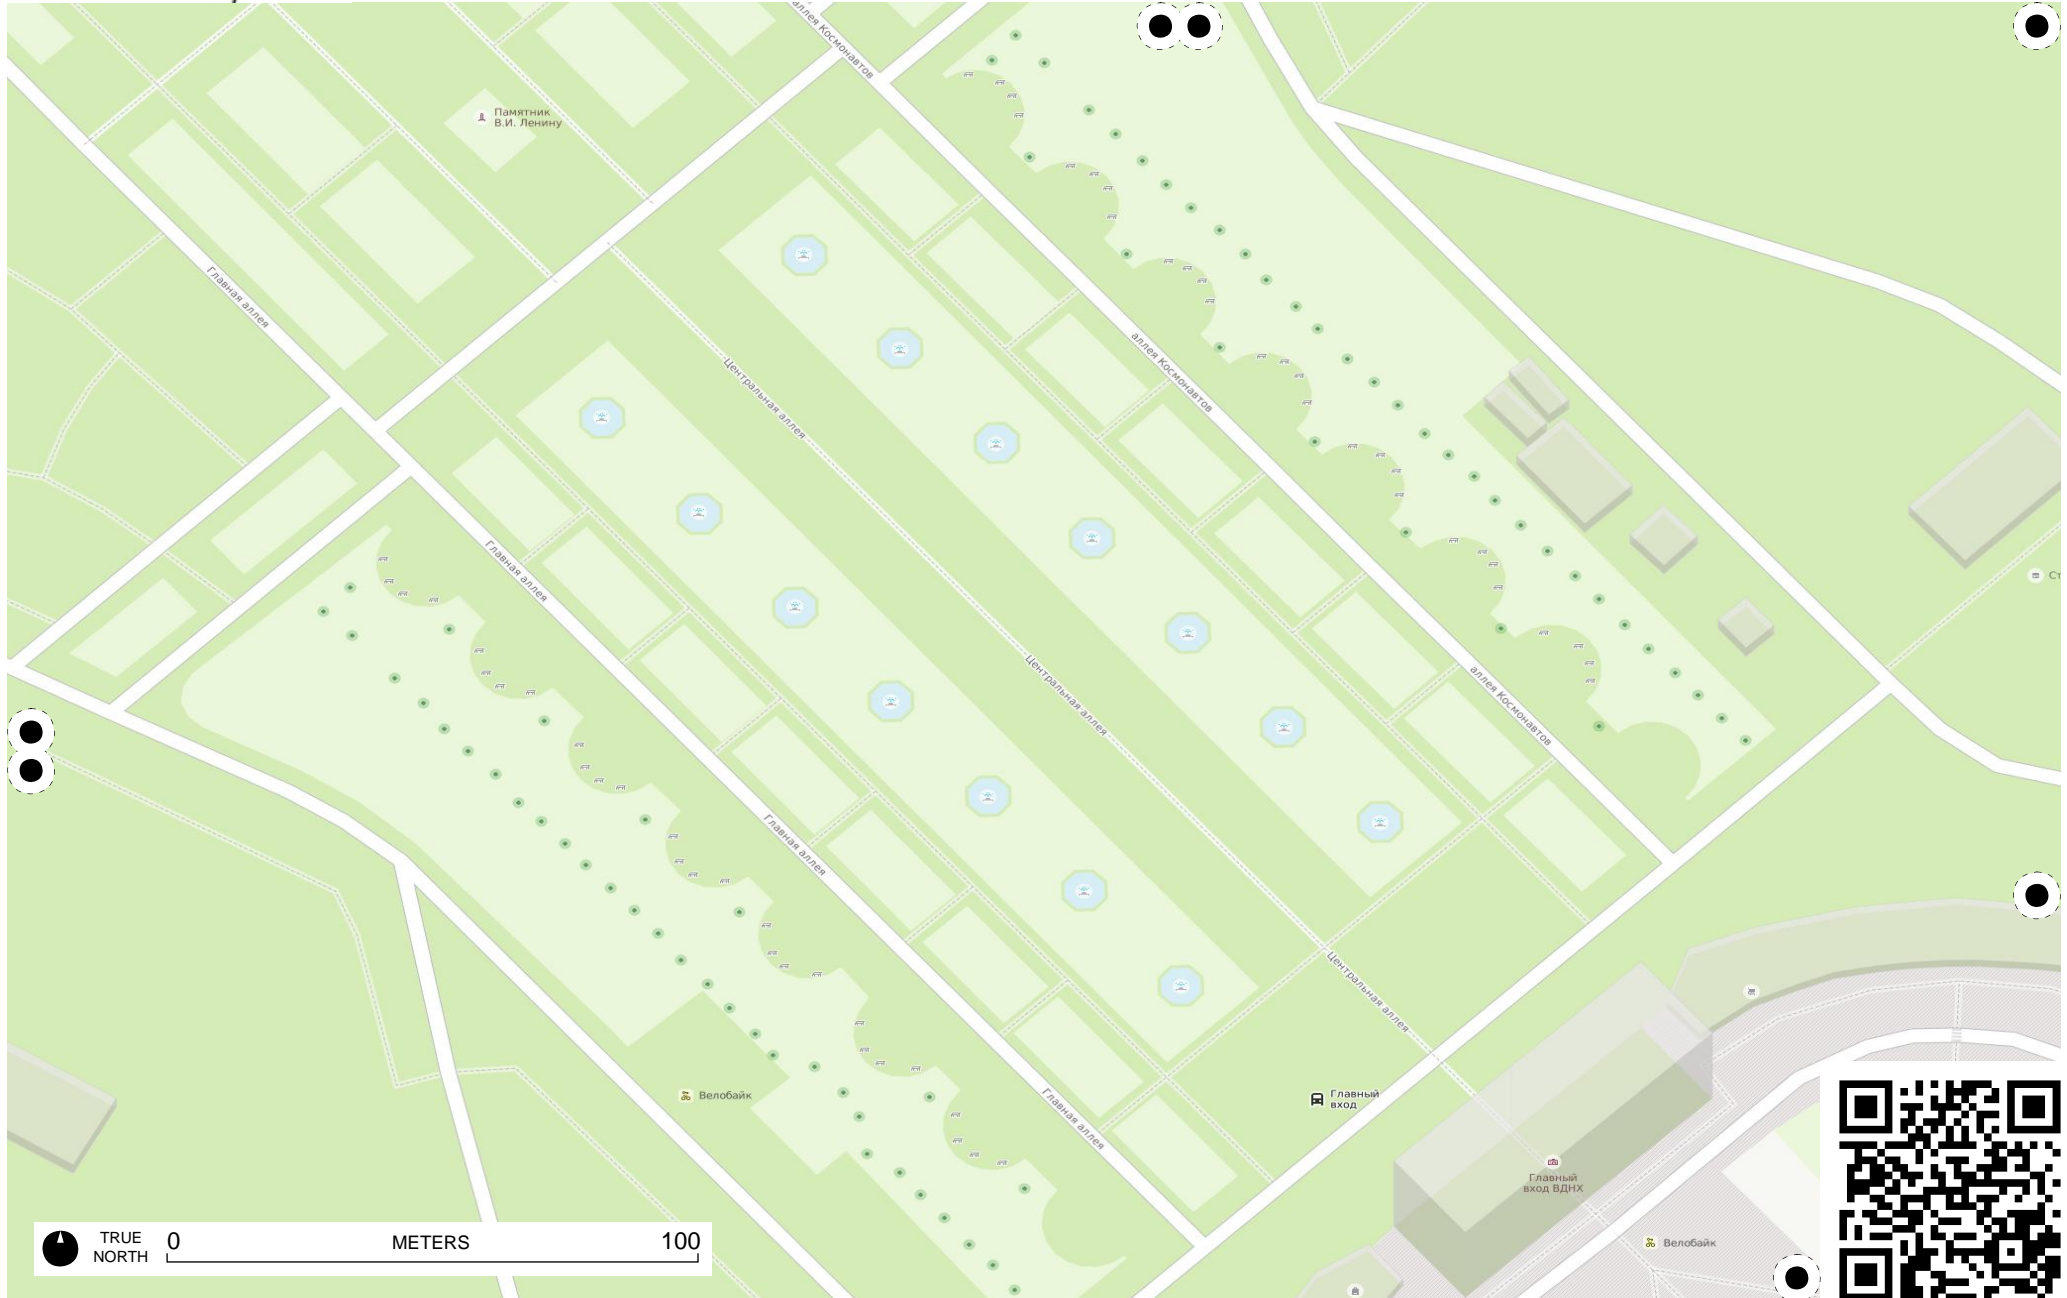 аллея Космонавтов
Памятник
В.И. Ленину
Главная аллея
Центральная аллея
аллея Космонавтов
Главная аллея
Центральная аллея
аллея Космонавтов
Главная аллея
Центральная аллея
Главная аллея
Велобайк
Главный
вход
Главный
вход ВДНХ
Велобайк
TRUE
NORTH
0
METERS
100